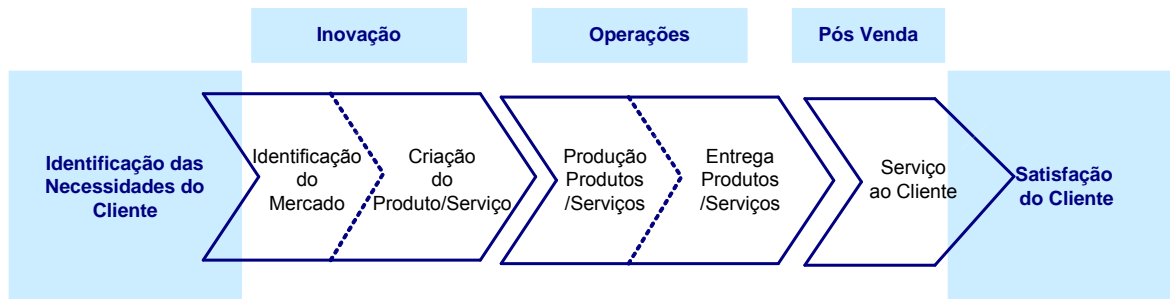 Inovação
Operações
Pós Venda
Identificação das
Necessidades do
Cliente
Identificação
do
Mercado
Criação
do
Produto/Serviço
Produção
Produtos
/Serviços
Entrega
Produtos
/Serviços
Serviço
ao Cliente
Satisfação
do Cliente